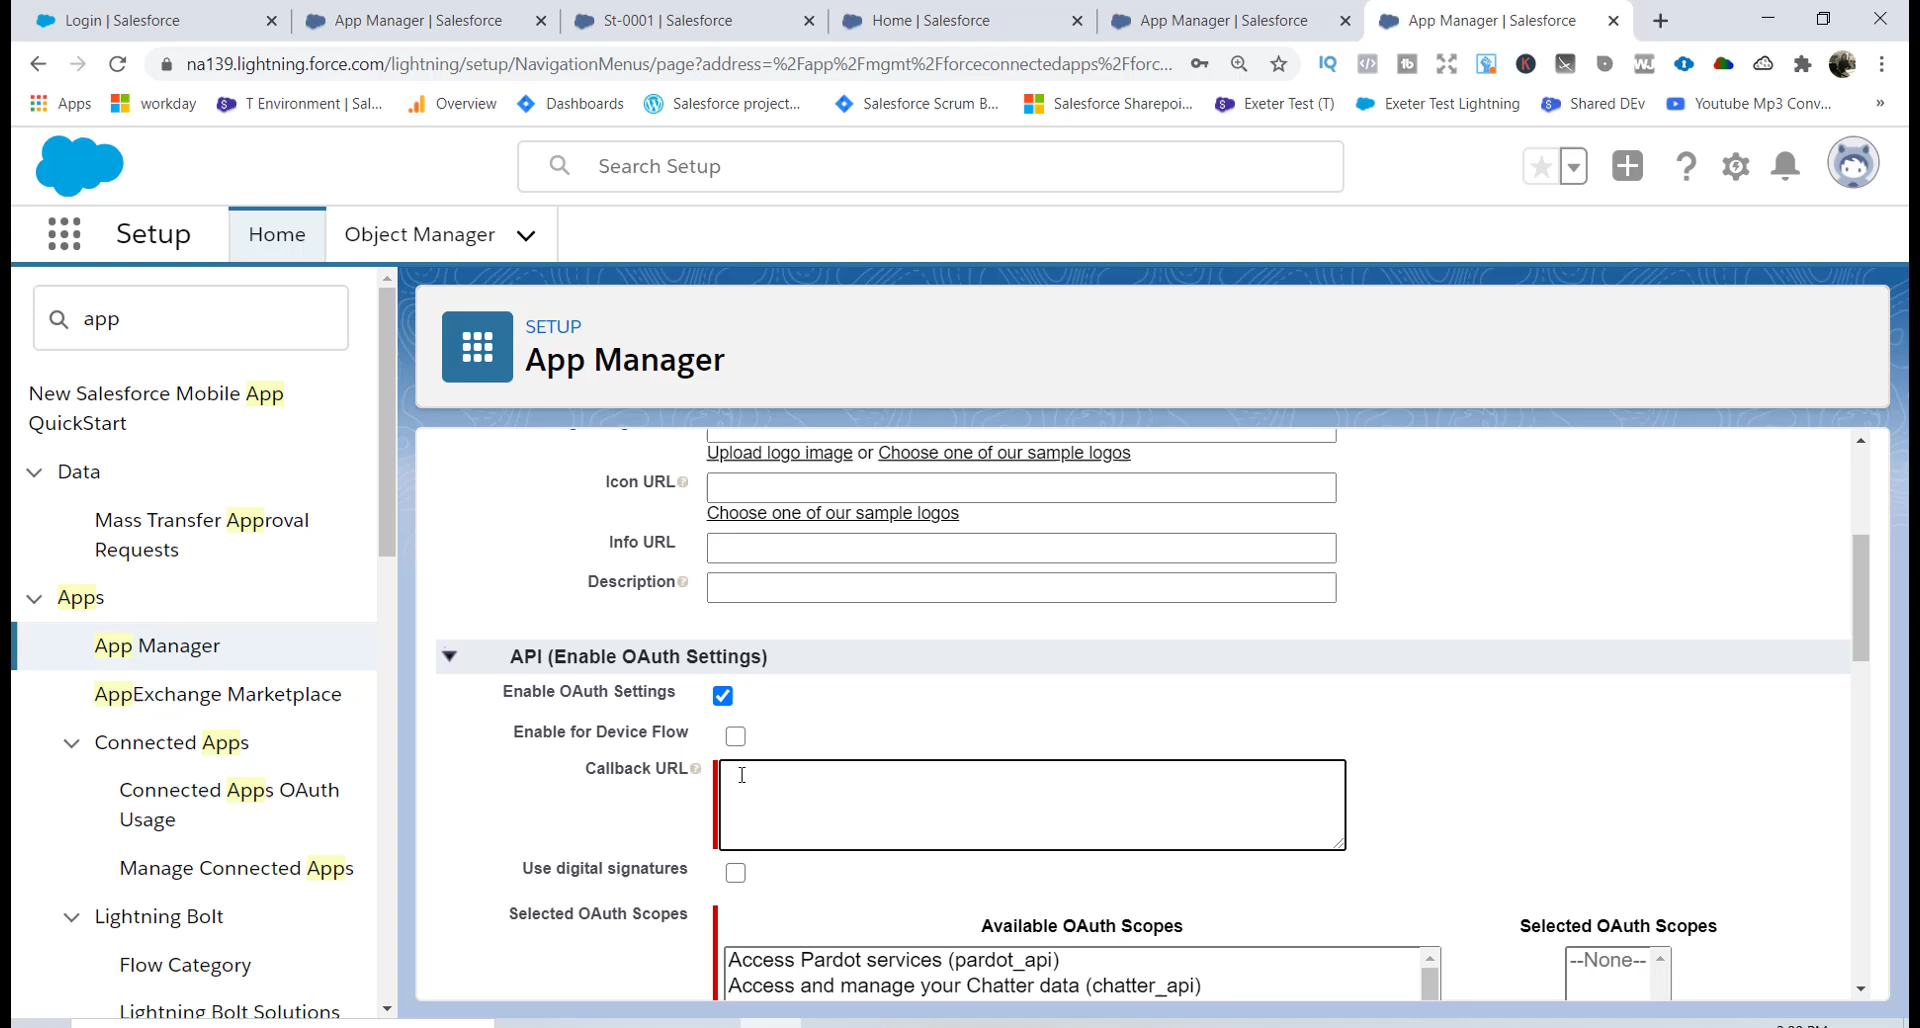 Login | Salesforce
App Manager | Salesforce
St-0001 | Salesforce
Home | Salesforce
App Manager | Salesforce
App Manager | Salesforce
na139.lightning.force.com/lightning/setup/NavigationMenus/page?address=%2Fapp%2Fmgmt%2Fforceconnectedapps%2Fforc...
Apps
workday
T Environment | Sal...
Overview
Dashboards
Salesforce project...
Salesforce Scrum B...
Salesforce Sharepoi...
Exeter Test (T)
Exeter Test Lightning
Shared DEv
Youtube Mp3 Conv...
»
Search Setup
Setup
Home
Object Manager
app
New Salesforce Mobile App
QuickStart
Data
Mass Transfer Approval
Requests
Apps
App Manager
AppExchange Marketplace
Connected Apps
Connected Apps OAuth
Usage
Manage Connected Apps
Lightning Bolt
Flow Category
Lightning Bolt Solutions
SETUP
App Manager
Upload logo image or Choose one of our sample logos
Icon URL
Choose one of our sample logos
Info URL
Description
API (Enable OAuth Settings)
Enable OAuth Settings
Enable for Device Flow
Callback URL
Use digital signatures
Selected OAuth Scopes
Available OAuth Scopes
Selected OAuth Scopes
Access Pardot services (pardot_api)
Access and manage your Chatter data (chatter_api)
--None--